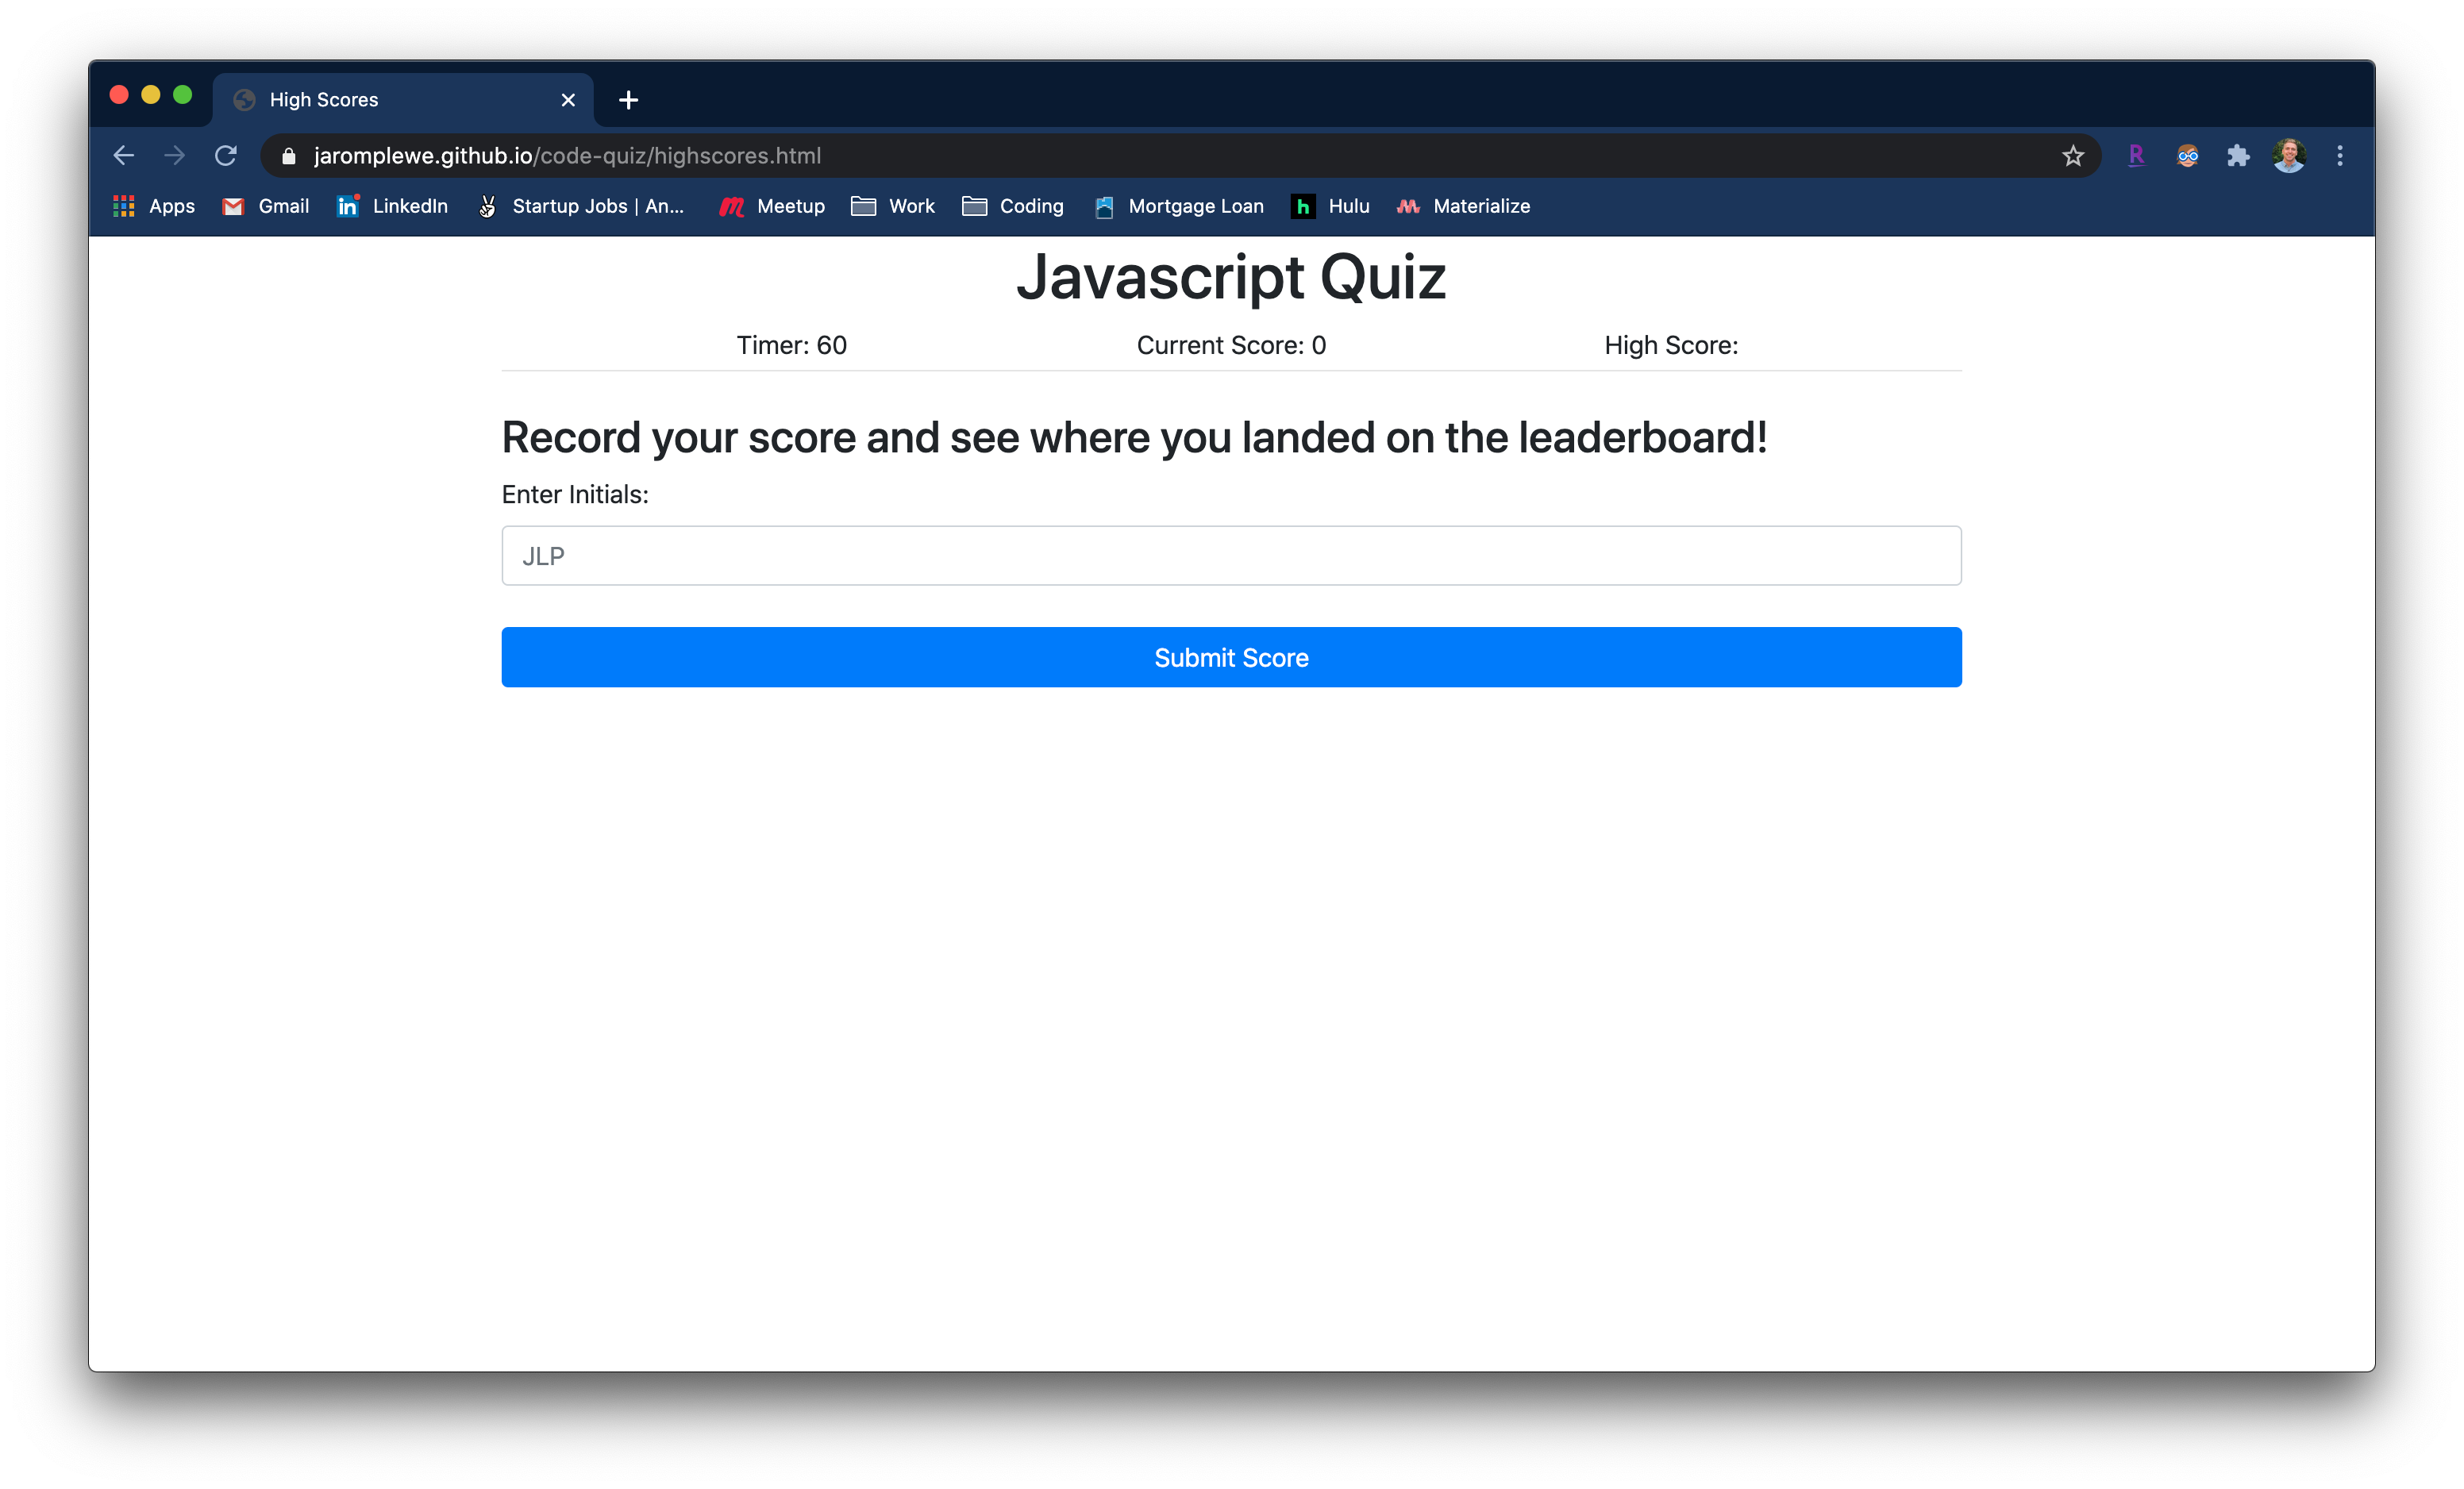 High Scores
jaromplewe.github.io/code-quiz/highscores.html
Apps Gmail LinkedIn Startup Jobs | An... Meetup Work Coding Mortgage Loan Hulu Materialize
Javascript Quiz
Timer: 60 Current Score: 0 High Score:
Record your score and see where you landed on the leaderboard!
Enter Initials:
JLP
Submit Score